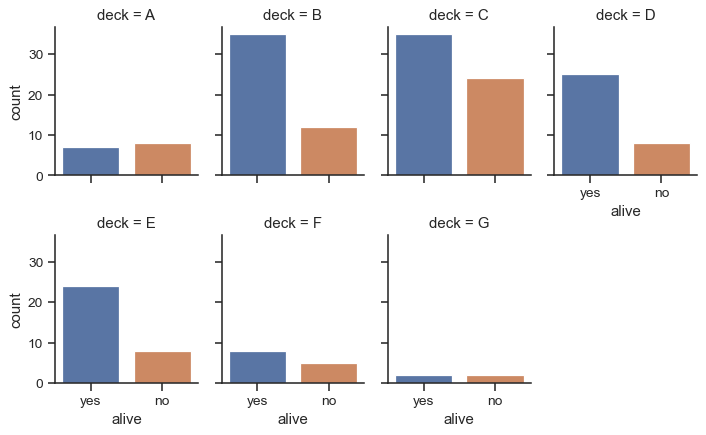 deck = A
deck = B
deck = C
deck = D
count
30
20
10
0
yes
no
alive
deck = E
deck = F
deck = G
count
30
20
10
0
yes
no
yes
no
yes
no
alive
alive
alive